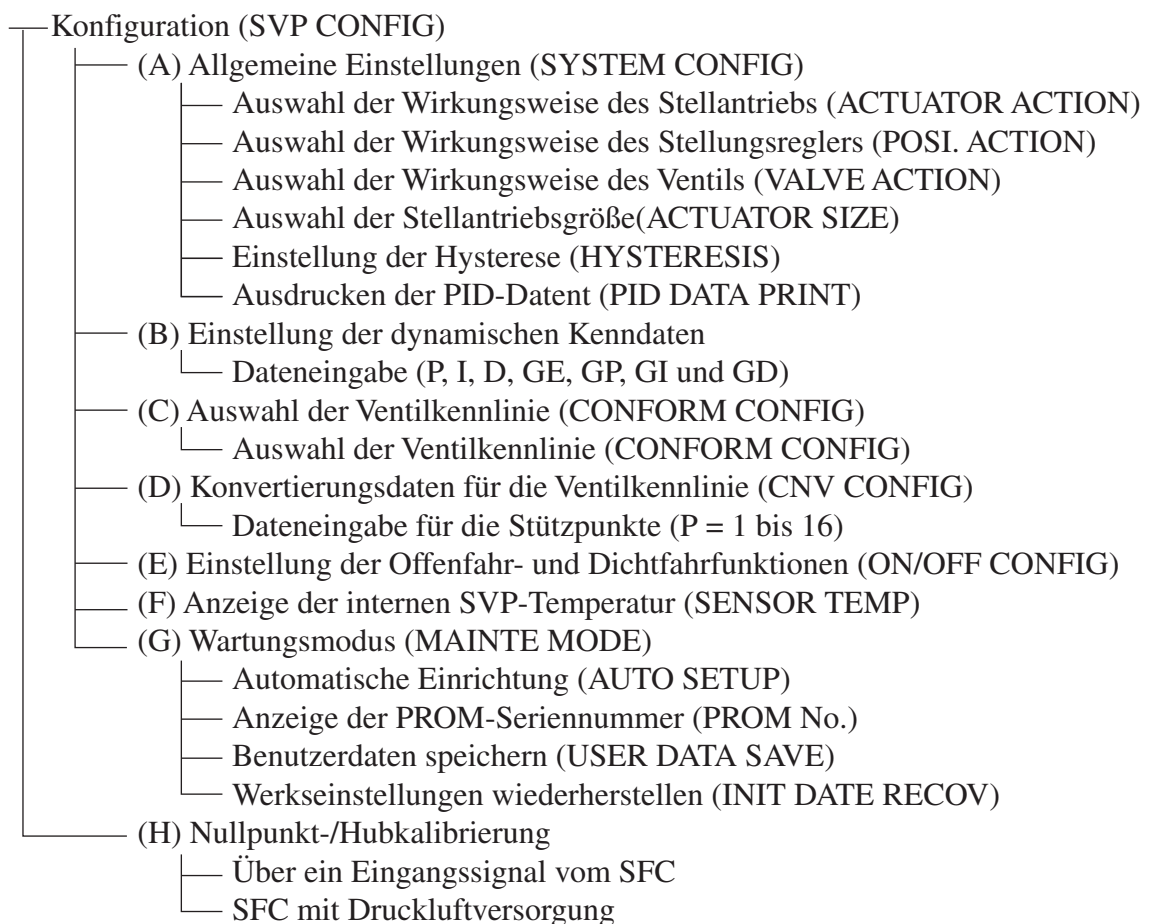 Konfiguration (SVP CONFIG)
(A) Allgemeine Einstellungen (SYSTEM CONFIG)
Auswahl der Wirkungsweise des Stellantriebs (ACTUATOR ACTION)
Auswahl der Wirkungsweise des Stellungsreglers (POSI. ACTION)
Auswahl der Wirkungsweise des Ventils (VALVE ACTION)
Auswahl der Stellantriebsgröße(ACTUATOR SIZE)
Einstellung der Hysterese (HYSTERESIS)
Ausdrucken der PID-Datent (PID DATA PRINT)
(B) Einstellung der dynamischen Kenndaten
Dateneingabe (P, I, D, GE, GP, GI und GD)
(C) Auswahl der Ventilkennlinie (CONFORM CONFIG)
Auswahl der Ventilkennlinie (CONFORM CONFIG)
(D) Konvertierungsdaten für die Ventilkennlinie (CNV CONFIG)
Dateneingabe für die Stützpunkte (P = 1 bis 16)
(E) Einstellung der Offenfahr- und Dichtfahrfunktionen (ON/OFF CONFIG)
(F) Anzeige der internen SVP-Temperatur (SENSOR TEMP)
(G) Wartungsmodus (MAINTE MODE)
Automatische Einrichtung (AUTO SETUP)
Anzeige der PROM-Seriennummer (PROM No.)
Benutzerdaten speichern (USER DATA SAVE)
Werkseinstellungen wiederherstellen (INIT DATE RECOV)
(H) Nullpunkt-/Hubkalibrierung
Über ein Eingangssignal vom SFC
SFC mit Druckluftversorgung